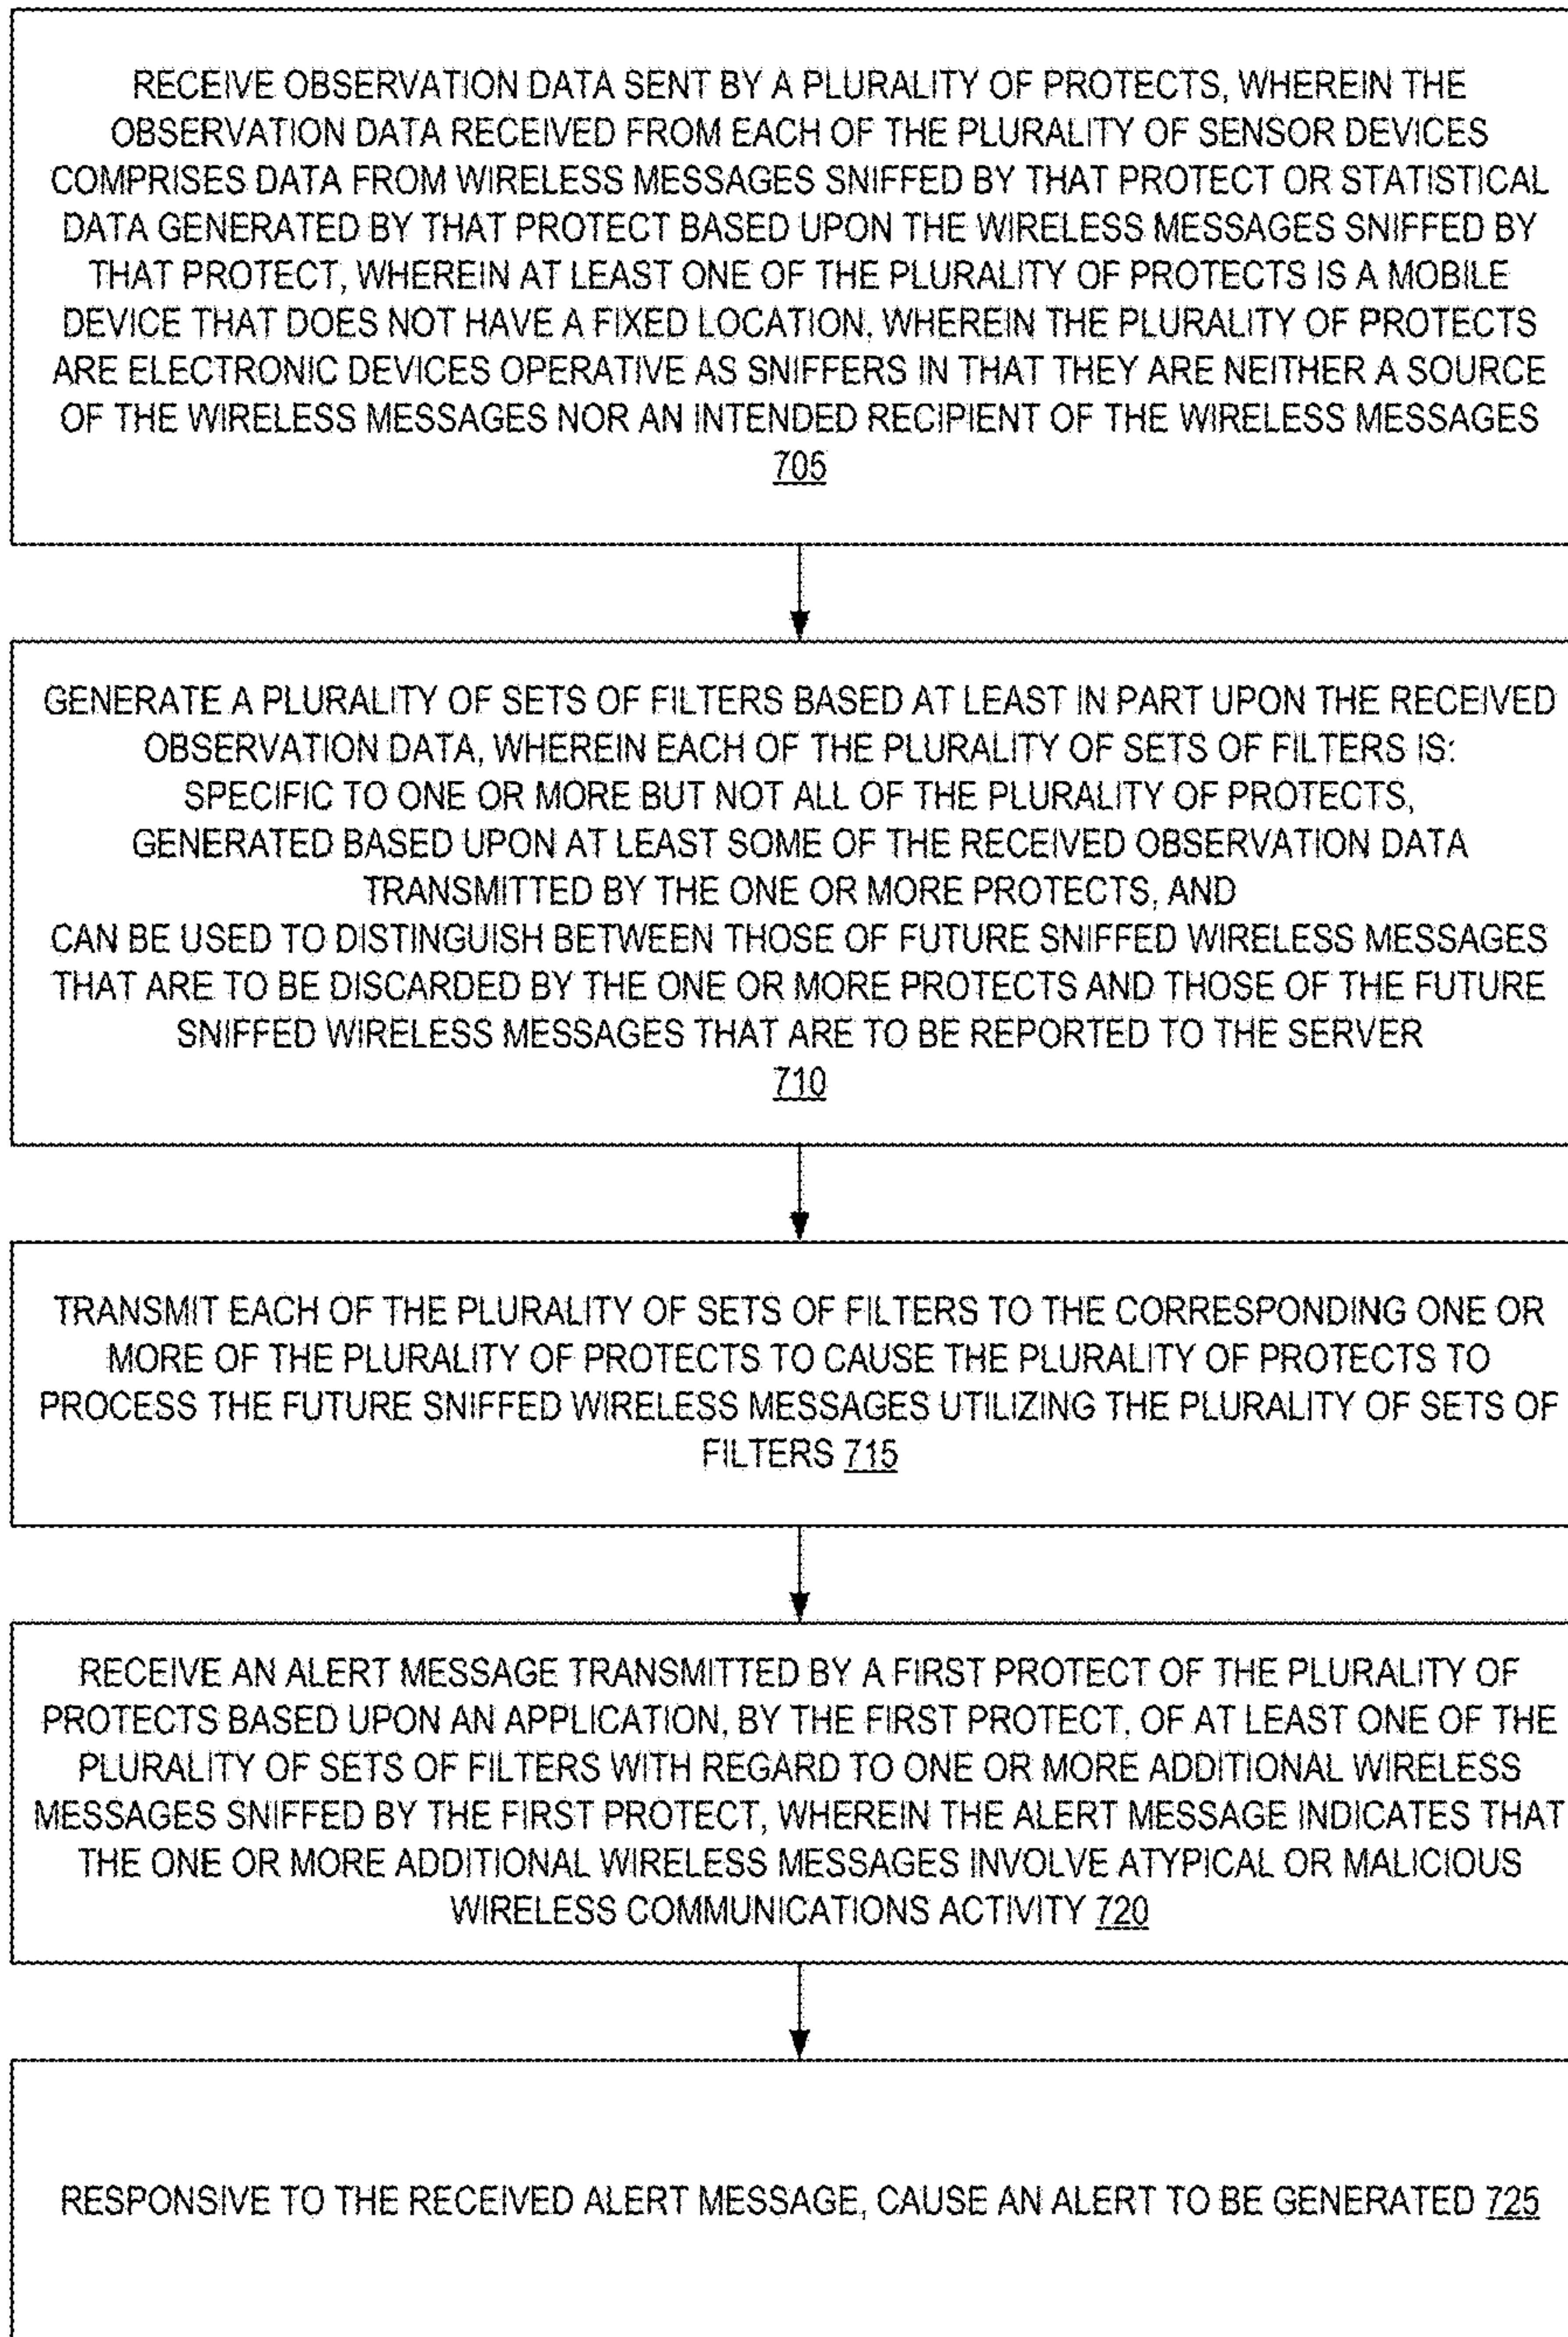 RECEIVE OBSERVATION DATA SENT BY A PLURALITY OF PROTECTS, WHEREIN THE
OBSERVATION DATA RECEIVED FROM EACH OF THE PLURALITY OF SENSOR DEVICES
COMPRISES DATA FROM WIRELESS MESSAGES SNIFFED BY THAT PROTECT OR STATISTICAL
DATA GENERATED BY THAT PROTECT BASED UPON THE WIRELESS MESSAGES SNIFFED BY
THAT PROTECT, WHEREIN AT LEAST ONE OF THE PLURALITY OF PROTECTS IS A MOBILE
DEVICE THAT DOES NOT HAVE A FIXED LOCATION, WHEREIN THE PLURALITY OF PROTECTS
ARE ELECTRONIC DEVICES OPERATIVE AS SNIFFERS IN THAT THEY ARE NEITHER A SOURCE
OF THE WIRELESS MESSAGES NOR AN INTENDED RECIPIENT OF THE WIRELESS MESSAGES
705
GENERATE A PLURALITY OF SETS OF FILTERS BASED AT LEAST IN PART UPON THE RECEIVED
OBSERVATION DATA, WHEREIN EACH OF THE PLURALITY OF SETS OF FILTERS IS:
SPECIFIC TO ONE OR MORE BUT NOT ALL OF THE PLURALITY OF PROTECTS,
GENERATED BASED UPON AT LEAST SOME OF THE RECEIVED OBSERVATION DATA
TRANSMITTED BY THE ONE OR MORE PROTECTS, AND
CAN BE USED TO DISTINGUISH BETWEEN THOSE OF FUTURE SNIFFED WIRELESS MESSAGES
THAT ARE TO BE DISCARDED BY THE ONE OR MORE PROTECTS AND THOSE OF THE FUTURE
SNIFFED WIRELESS MESSAGES THAT ARE TO BE REPORTED TO THE SERVER
710
TRANSMIT EACH OF THE PLURALITY OF SETS OF FILTERS TO THE CORRESPONDING ONE OR
MORE OF THE PLURALITY OF PROTECTS TO CAUSE THE PLURALITY OF PROTECTS TO
PROCESS THE FUTURE SNIFFED WIRELESS MESSAGES UTILIZING THE PLURALITY OF SETS OF
FILTERS 715
RECEIVE AN ALERT MESSAGE TRANSMITTED BY A FIRST PROTECT OF THE PLURALITY OF
PROTECTS BASED UPON AN APPLICATION, BY THE FIRST PROTECT, OF AT LEAST ONE OF THE
PLURALITY OF SETS OF FILTERS WITH REGARD TO ONE OR MORE ADDITIONAL WIRELESS
MESSAGES SNIFFED BY THE FIRST PROTECT, WHEREIN THE ALERT MESSAGE INDICATES THAT
THE ONE OR MORE ADDITIONAL WIRELESS MESSAGES INVOLVE ATYPICAL OR MALICIOUS
WIRELESS COMMUNICATIONS ACTIVITY 720
RESPONSIVE TO THE RECEIVED ALERT MESSAGE, CAUSE AN ALERT TO BE GENERATED 725